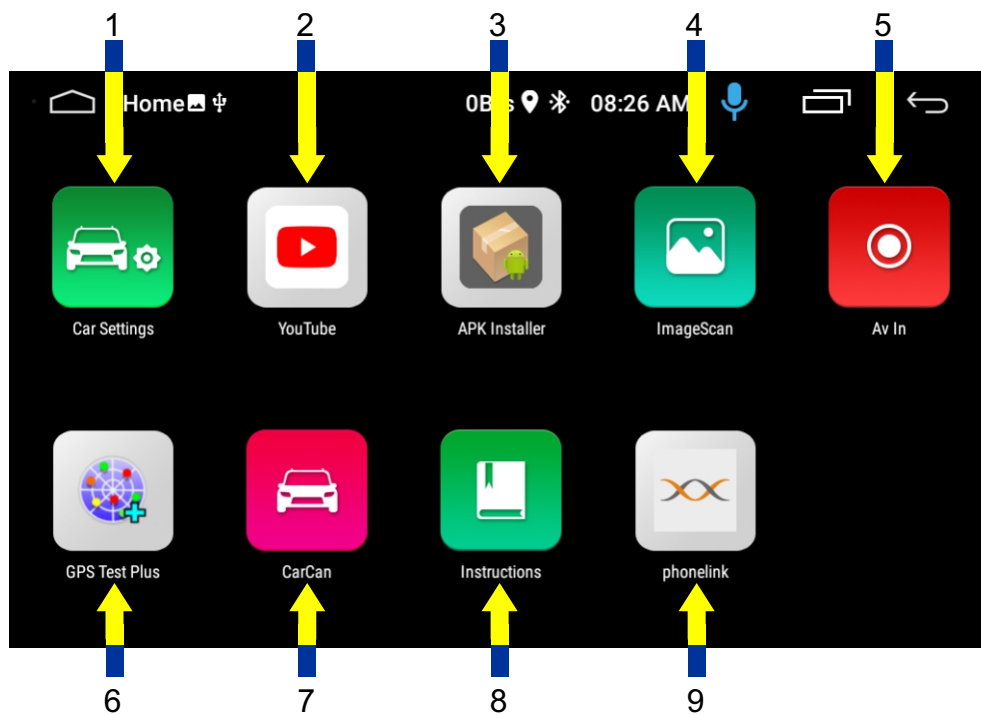 1 2 3 4 5
Home 08:26 AM
Car Settings YouTube APK Installer ImageScan Av In
GPS Test Plus CarCan Instructions phonelink
6 7 8 9